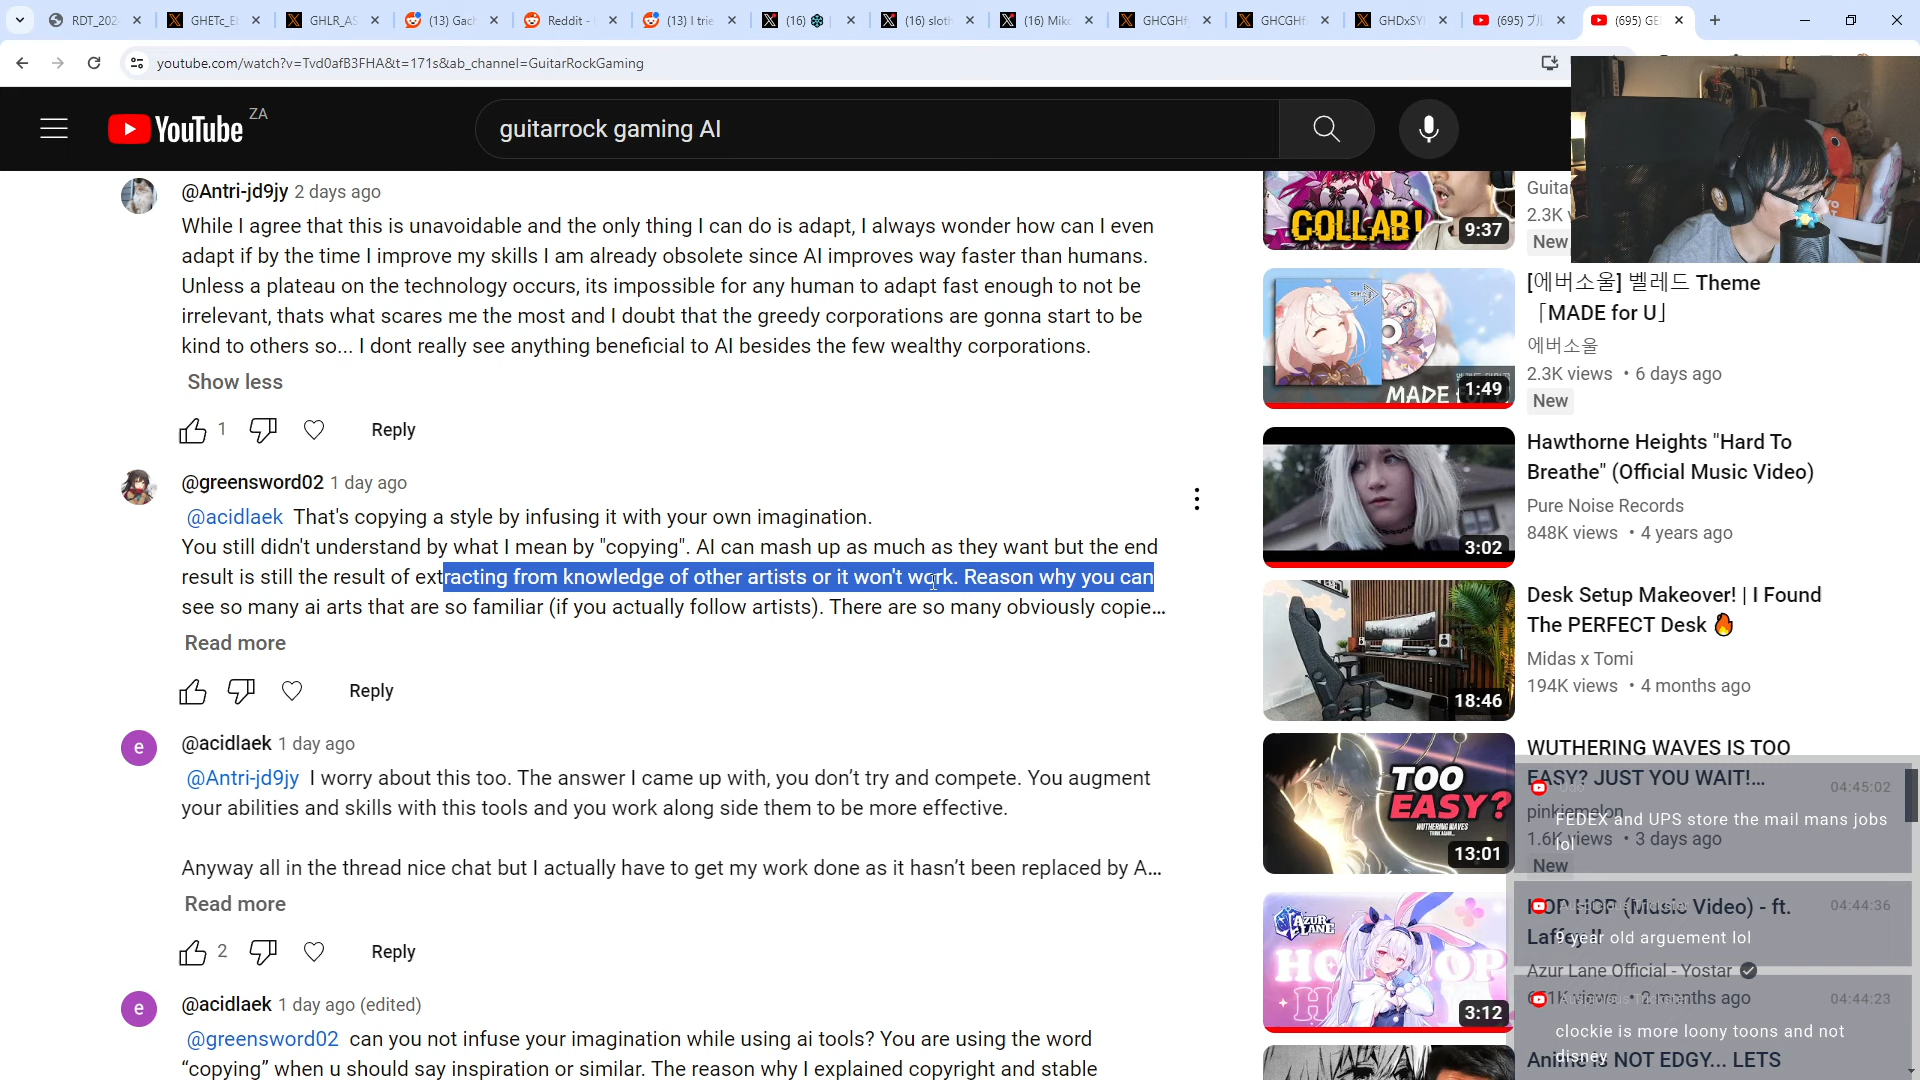 RDT_202
GHETc_E
GHLR_AS
(13) Gach
Reddit -
(13) I trie
(16)
(16) sloth
(16) Mik
GHCGHf
GHCGHf
GHDxSYI
(695) ブル
(695) GE
youtube.com/watch?v=Tvd0afB3FHA&t=171s&ab_channel=GuitarRockGaming
YouTube ZA
guitarrock gaming AI
@Antri-jd9jy 2 days ago
While I agree that this is unavoidable and the only thing I can do is adapt, I always wonder how can I even
adapt if by the time I improve my skills I am already obsolete since AI improves way faster than humans.
Unless a plateau on the technology occurs, its impossible for any human to adapt fast enough to not be
irrelevant, thats what scares me the most and I doubt that the greedy corporations are gonna start to be
kind to others so... I dont really see anything beneficial to AI besides the few wealthy corporations.
Show less
1
Reply
@greensword02 1 day ago
@acidlaek That's copying a style by infusing it with your own imagination.
You still didn't understand by what I mean by "copying". AI can mash up as much as they want but the end
result is still the result of extracting from knowledge of other artists or it won't work. Reason why you can
see so many ai arts that are so familiar (if you actually follow artists). There are so many obviously copie...
Read more
Reply
e
@acidlaek 1 day ago
@Antri-jd9jy I worry about this too. The answer I came up with, you don’t try and compete. You augment
your abilities and skills with this tools and you work along side them to be more effective.
Anyway all in the thread nice chat but I actually have to get my work done as it hasn’t been replaced by A...
Read more
2
Reply
e
@acidlaek 1 day ago (edited)
@greensword02 can you not infuse your imagination while using ai tools? You are using the word
“copying” when u should say inspiration or similar. The reason why I explained copyright and stable
COLLAB!
9:37
Guita
2.3K
New
MADE
1:49
[에버소울] 벨레드 Theme
「MADE for U」
에버소울
2.3K views • 6 days ago
New
3:02
Hawthorne Heights "Hard To
Breathe" (Official Music Video)
Pure Noise Records
848K views • 4 years ago
18:46
Desk Setup Makeover! | I Found
The PERFECT Desk
Midas x Tomi
194K views • 4 months ago
TOO
EASY?
WUTHERING WAVES
13:01
WUTHERING WAVES IS TOO
EASY? JUST YOU WAIT!...
pinkiemelon
1.6K views • 3 days ago
New
04:45:02
FEDEX and UPS store the mail mans jobs
lol
AZUR
LANE
3:12
HOP HOP (Music Video) - ft.
Laffey II
Azur Lane Official - Yostar
months ago
04:44:36
9 year old arguement lol
04:44:23
clockie is more loony toons and not
disney
Anime is NOT EDGY... LETS